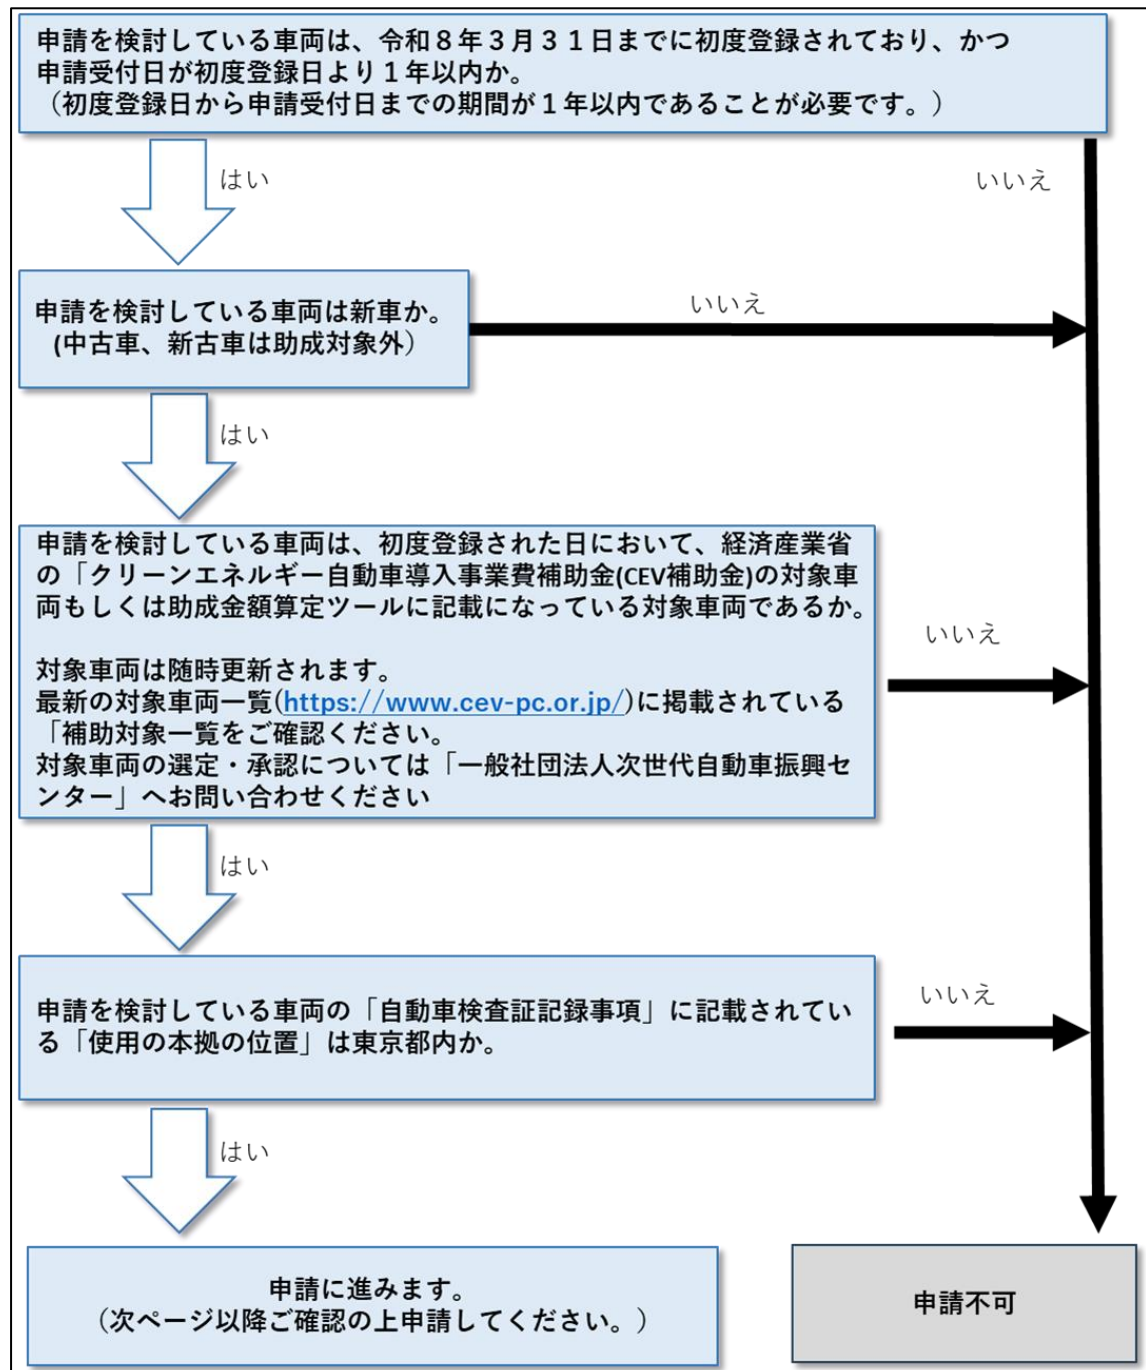 申請を検討している車両は、令和８年３月３１日までに初度登録されており、かつ
申請受付日が初度登録日より１年以内か。
（初度登録日から申請受付日までの期間が１年以内であることが必要です。）
はい
いいえ
申請を検討している車両は新車か。
(中古車、新古車は助成対象外）
いいえ
はい
申請を検討している車両は、初度登録された日において、経済産業省
の「クリーンエネルギー自動車導入事業費補助金(CEV補助金)の対象車
両もしくは助成金額算定ツールに記載になっている対象車両であるか。
対象車両は随時更新されます。
最新の対象車両一覧(https://www.cev-pc.or.jp/)に掲載されている
「補助対象一覧をご確認ください。
対象車両の選定・承認については「一般社団法人次世代自動車振興セ
ンター」へお問い合わせください
いいえ
はい
申請を検討している車両の「自動車検査証記録事項」に記載されてい
る「使用の本拠の位置」は東京都内か。
いいえ
はい
申請に進みます。
（次ページ以降ご確認の上申請してください。）
申請不可